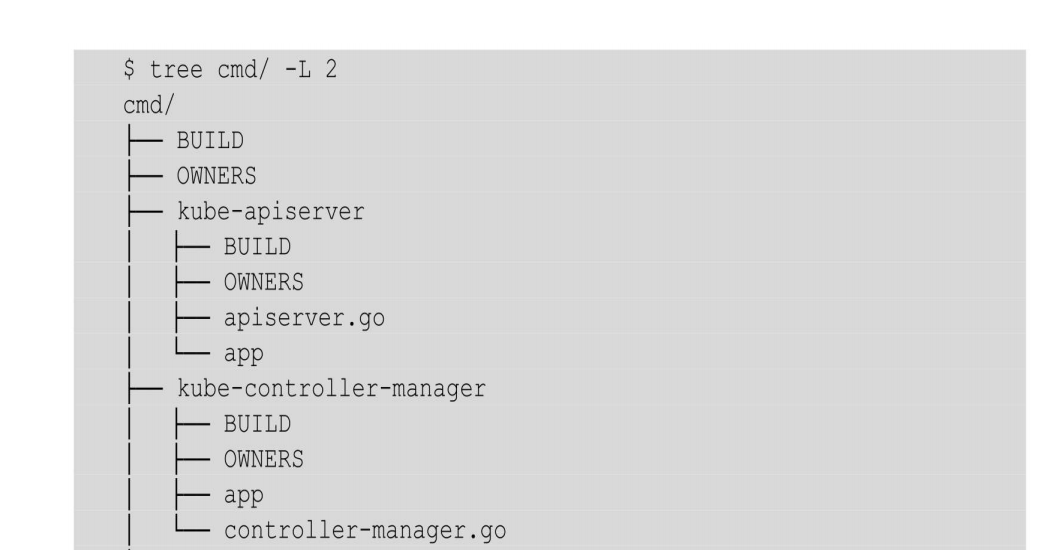 $ tree cmd/ -L 2
cmd/
├── BUILD
├── OWNERS
├── kube-apiserver
│   ├── BUILD
│   ├── OWNERS
│   ├── apiserver.go
│   └── app
├── kube-controller-manager
│   ├── BUILD
│   ├── OWNERS
│   ├── app
│   └── controller-manager.go